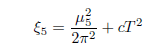 ξ₅ = μ₅²/2π² + cT²